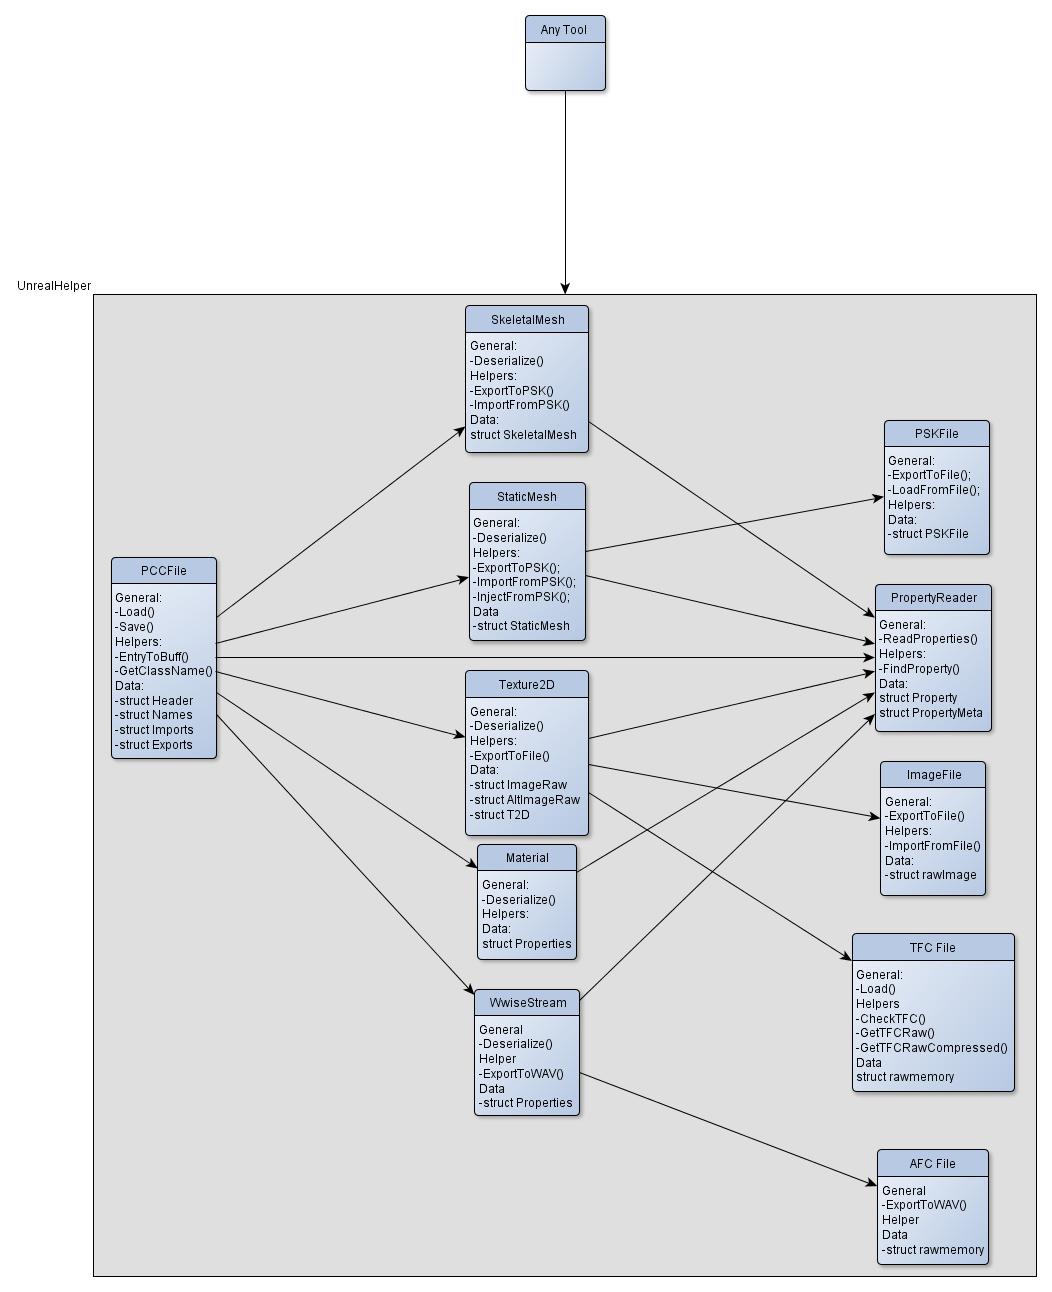 Any Tool
UnrealHelper
SkeletalMesh
General:
-Deserialize()
Helpers:
-ExportToPSK()
-ImportFromPSK()
Data:
struct SkeletalMesh
PSKFile
General:
-ExportToFile();
-LoadFromFile();
Helpers:
Data:
-struct PSKFile
StaticMesh
General:
-Deserialize()
Helpers:
-ExportToPSK();
-ImportFromPSK();
-InjectFromPSK();
Data
-struct StaticMesh
PCCFile
General:
-Load()
-Save()
Helpers:
-EntryToBuff()
-GetClassName()
Data:
-struct Header
-struct Names
-struct Imports
-struct Exports
PropertyReader
General:
-ReadProperties()
Helpers:
-FindProperty()
Data:
struct Property
struct PropertyMeta
Texture2D
General:
-Deserialize()
Helpers:
-ExportToFile()
Data:
-struct ImageRaw
-struct AltImageRaw
-struct T2D
ImageFile
General:
-ExportToFile()
Helpers:
-ImportFromFile()
Data:
-struct rawImage
Material
General:
-Deserialize()
Helpers:
Data:
struct Properties
TFC File
General:
-Load()
Helpers
-CheckTFC()
-GetTFCRaw()
-GetTFCRawCompressed()
Data
struct rawmemory
WwiseStream
General
-Deserialize()
Helper
-ExportToWAV()
Data
-struct Properties
AFC File
General
-ExportToWAV()
Helper
Data
-struct rawmemory